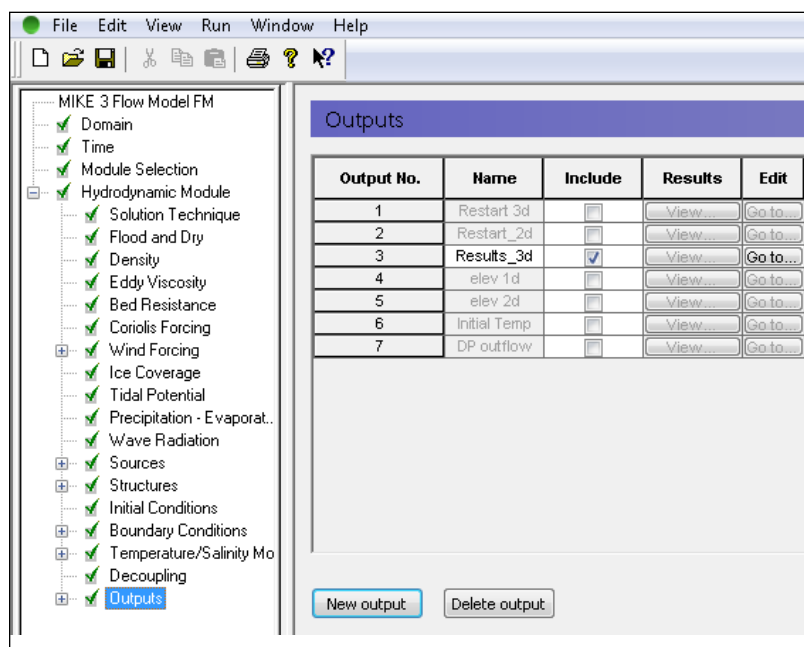 File Edit View Run Window Help
MIKE 3 Flow Model FM
Domain
Time
Module Selection
Hydrodynamic Module
Solution Technique
Flood and Dry
Density
Eddy Viscosity
Bed Resistance
Coriolis Forcing
Wind Forcing
Ice Coverage
Tidal Potential
Precipitation - Evaporat..
Wave Radiation
Sources
Structures
Initial Conditions
Boundary Conditions
Temperature/Salinity Mo
Decoupling
Outputs
Outputs
Output No. Name Include Results Edit
1 Restart 3d View... Go to...
2 Restart_2d View... Go to...
3 Results_3d View... Go to...
4 elev 1d View... Go to...
5 elev 2d View... Go to...
6 Initial Temp View... Go to...
7 DP outflow View... Go to...
New output Delete output